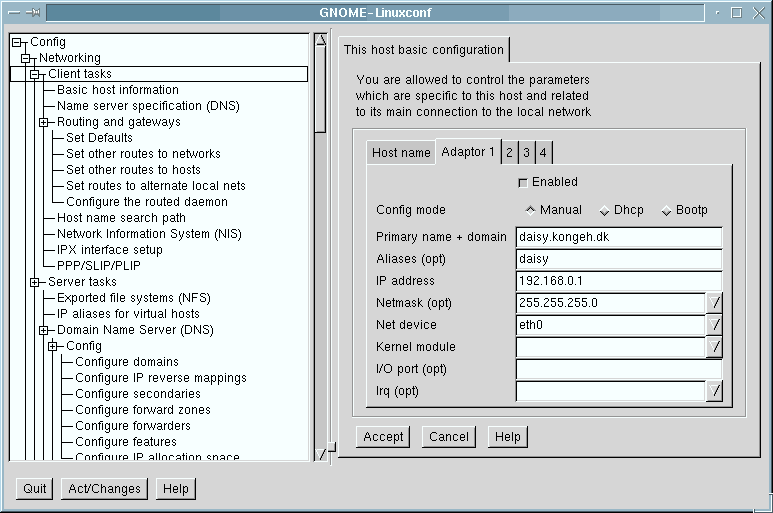 GNOME-Linuxconf
Config
Networking
Client tasks
Basic host information
Name server specification (DNS)
Routing and gateways
Set Defaults
Set other routes to networks
Set other routes to hosts
Set routes to alternate local nets
Configure the routed daemon
Host name search path
Network Information System (NIS)
IPX interface setup
PPP/SLIP/PLIP
Server tasks
Exported file systems (NFS)
IP aliases for virtual hosts
Domain Name Server (DNS)
Config
Configure domains
Configure IP reverse mappings
Configure secondaries
Configure forward zones
Configure forwarders
Configure features
Configure IP allocation space
This host basic configuration
You are allowed to control the parameters
which are specific to this host and related
to its main connection to the local network
Host name Adaptor 1 2 3 4
Enabled
Config mode Manual Dhcp Bootp
Primary name + domain daisy.kongeh.dk
Aliases (opt) daisy
IP address 192.168.0.1
Netmask (opt) 255.255.255.0
Net device eth0
Kernel module
I/O port (opt)
Irq (opt)
Accept Cancel Help
Quit Act/Changes Help